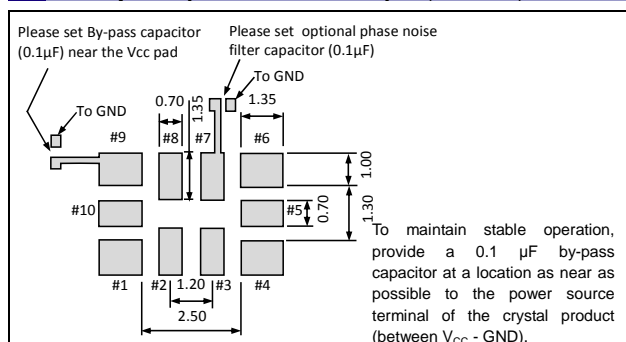 Please set By-pass capacitor
(0.1µF) near the Vcc pad
Please set optional phase noise
filter capacitor (0.1µF)
To GND
To GND
0.70
1.35
1.35
#9
#8
#7
#6
1.00
#10
#5
0.70
1.30
#1
#2
1.20
#3
#4
2.50
To maintain stable operation,
provide a 0.1 µF by-pass
capacitor at a location as near as
possible to the power source
terminal of the crystal product
(between VCC - GND).